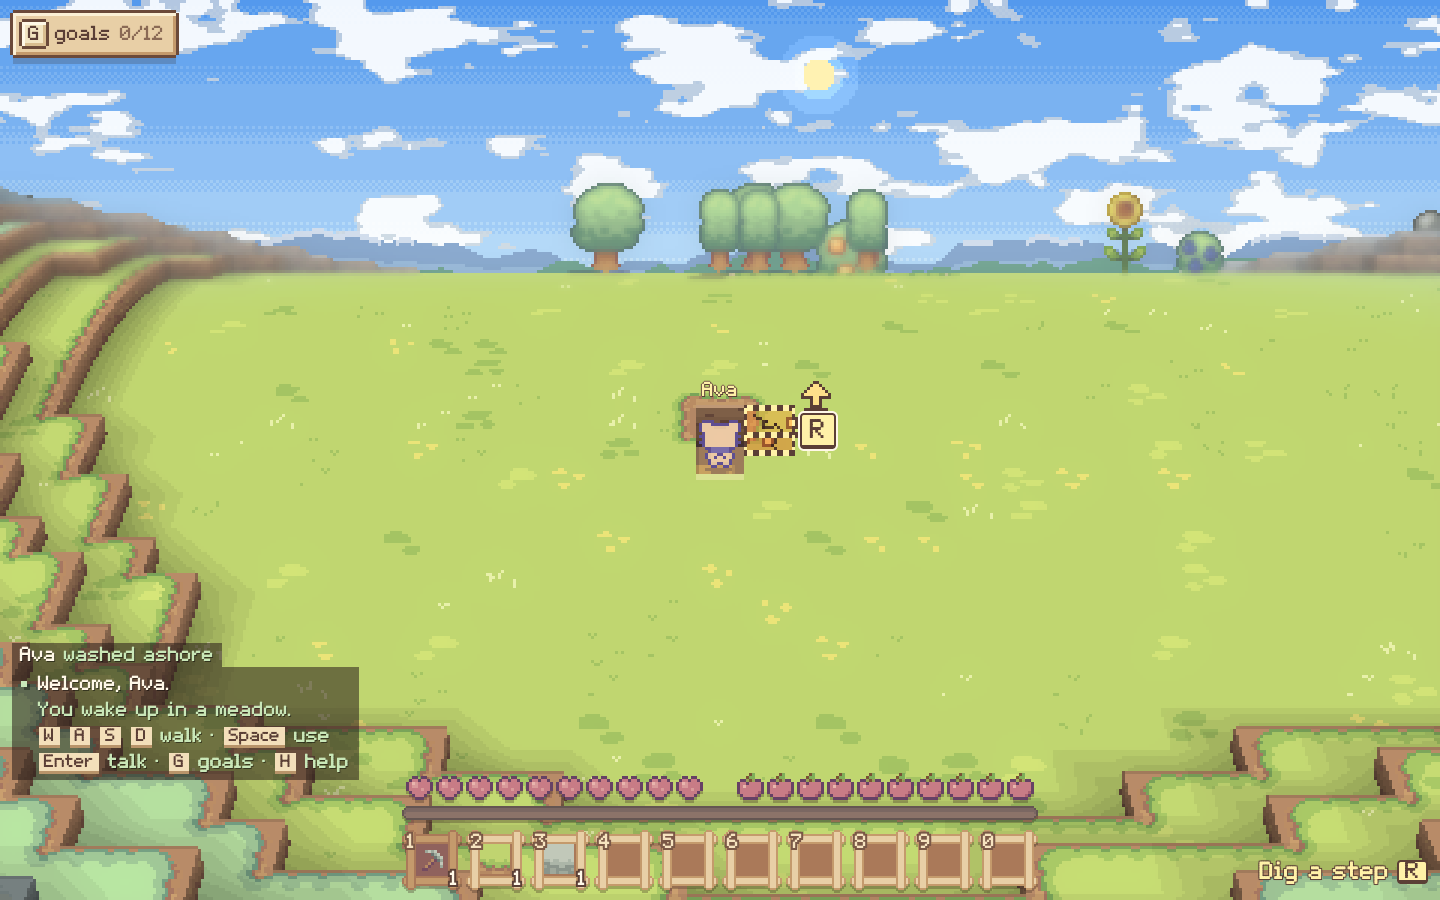 G goals 0/12
Ava
R
Ava washed ashore
Welcome, Ava.
You wake up in a meadow.
W A S D walk · Space use
Enter talk · G goals · H help
1 2 3 4 5 6 7 8 9 0
1 1 1
Dig a step R